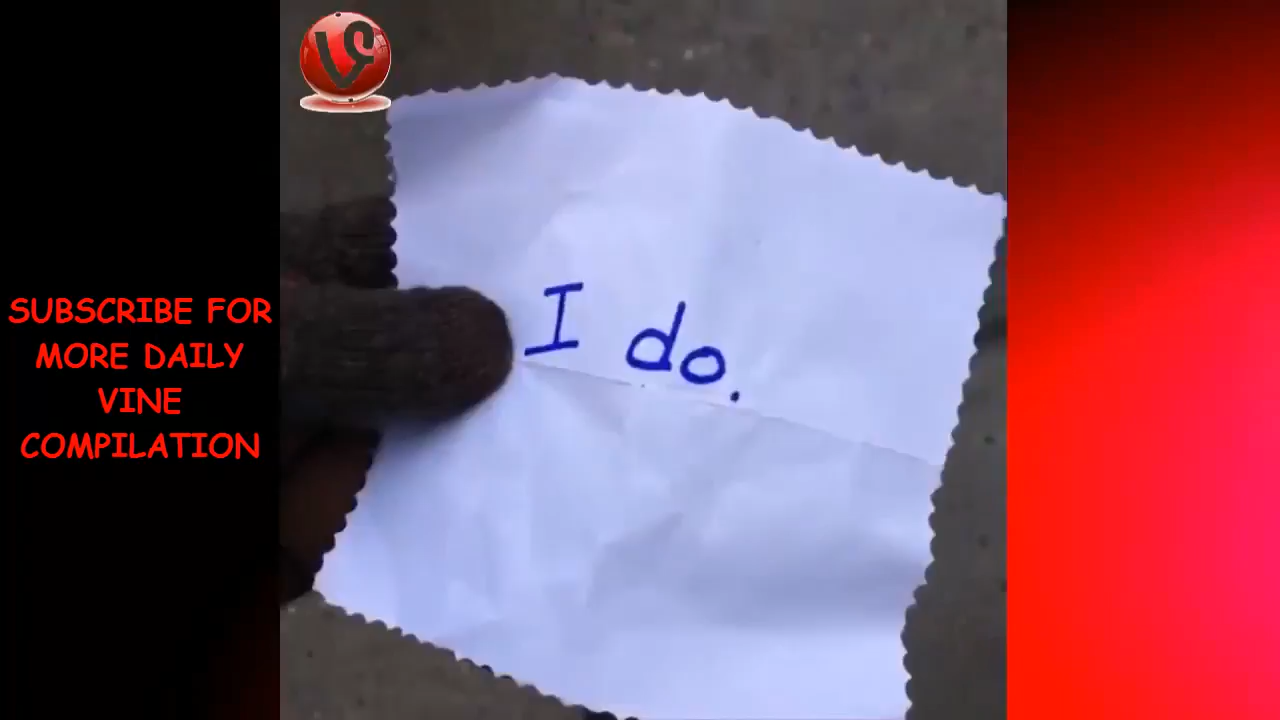 SUBSCRIBE FOR
MORE DAILY
VINE
COMPILATION
I do.